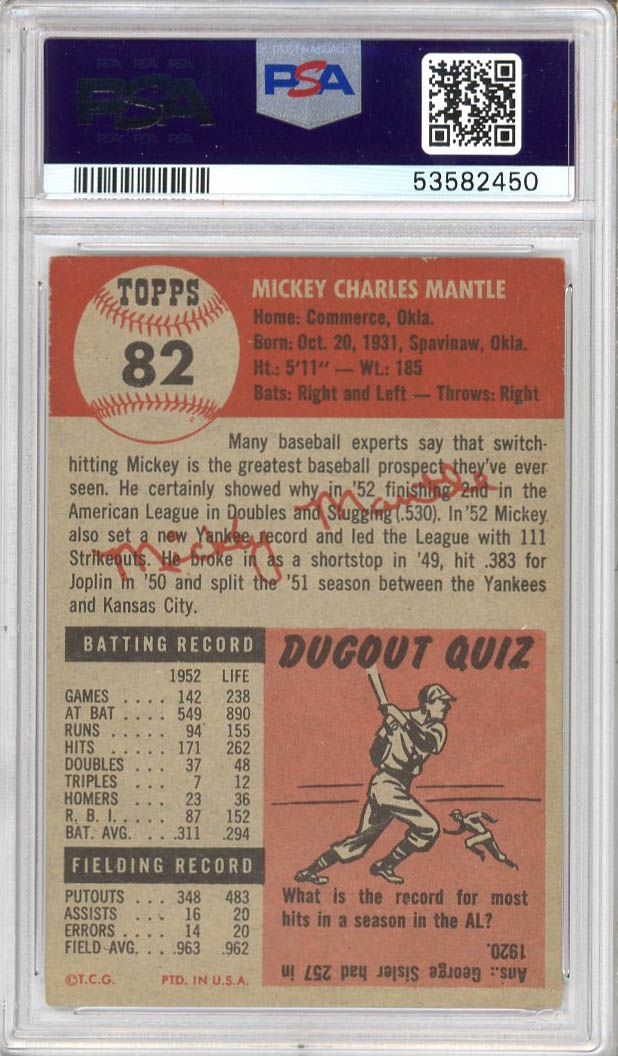 PSA
PSA
53582450
TOPPS
82
MICKEY CHARLES MANTLE
Home: Commerce, Okla.
Born: Oct. 20, 1931, Spavinaw, Okla.
Ht.: 5'11" — Wt.: 185
Bats: Right and Left — Throws: Right
Many baseball experts say that switch-
hitting Mickey is the greatest baseball prospect they've ever
seen. He certainly showed why in '52 finishing 2nd in the
American League in Doubles and Slugging (.530). In '52 Mickey
also set a new Yankee record and led the League with 111
Strikeouts. He broke in as a shortstop in '49, hit .383 for
Joplin in '50 and split the '51 season between the Yankees
and Kansas City.
Mickey Mantle
BATTING RECORD
1952 LIFE
GAMES .... 142 238
AT BAT .... 549 890
RUNS ..... 94 155
HITS ..... 171 262
DOUBLES ... 37 48
TRIPLES ... 7 12
HOMERS ... 23 36
R. B. I. .... 87 152
BAT. AVG. ... .311 .294
FIELDING RECORD
PUTOUTS ... 348 483
ASSISTS ... 16 20
ERRORS ... 14 20
FIELD AVG. ... .963 .962
©T.C.G. PTD. IN U.S.A.
DUGOUT QUIZ
What is the record for most
hits in a season in the AL?
Ans.: George Sisler had 257 in
1920.